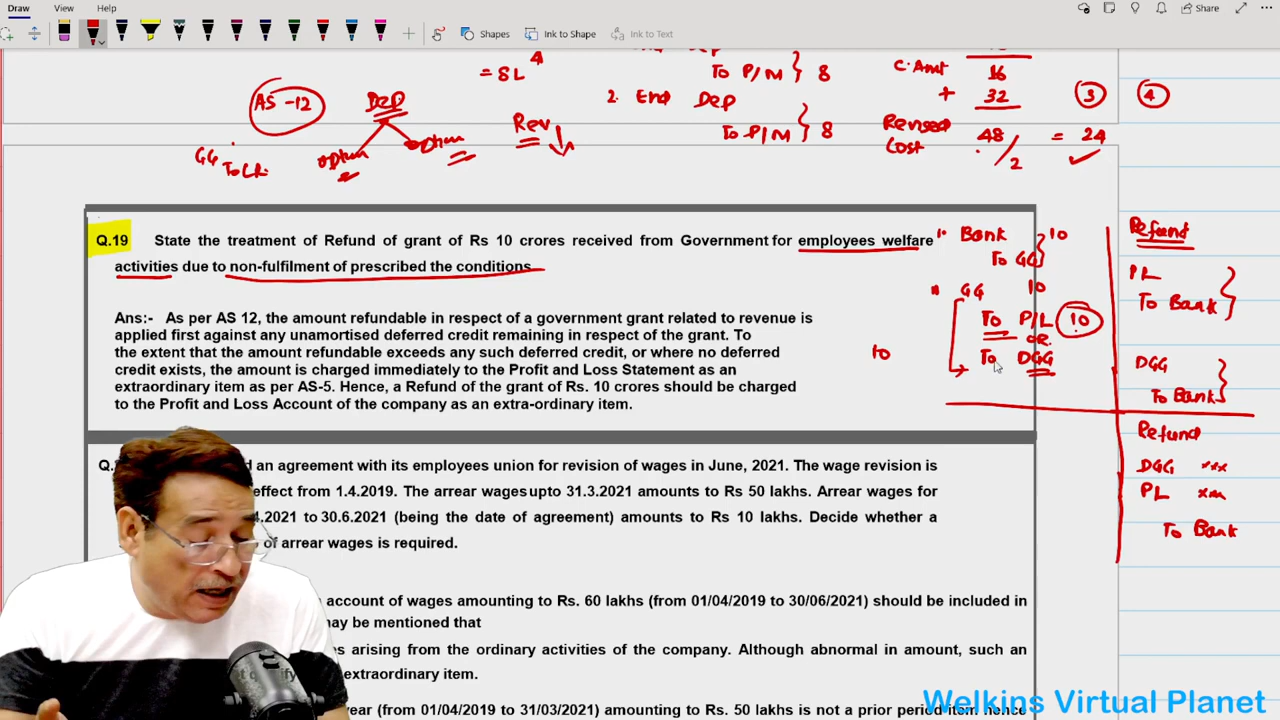 Draw View Help
Share
Shapes
Ink to Shape
Ink to Text
= 8L 4
To P/M } 8
2. End Dep
To P/M } 8
C. Amt 16
+ 32
Revised 48/2 = 24
Cost
3 4
AS -12
Dep
Rev
GG
To
Q.19 State the treatment of Refund of grant of Rs 10 crores received from Government for employees welfare
activities due to non-fulfilment of prescribed the conditions.
Ans:- As per AS 12, the amount refundable in respect of a government grant related to revenue is
applied first against any unamortised deferred credit remaining in respect of the grant. To
the extent that the amount refundable exceeds any such deferred credit, or where no deferred
credit exists, the amount is charged immediately to the Profit and Loss Statement as an
extraordinary item as per AS-5. Hence, a Refund of the grant of Rs. 10 crores should be charged
to the Profit and Loss Account of the company as an extra-ordinary item.
Bank } 10
To GG
GG 10
To P/L 10
OR
To DGG
to
Refund
PL
To Bank
DGG
To Bank
Refund
DGG xxx
PL
To Bank
Q.
d an agreement with its employees union for revision of wages in June, 2021. The wage revision is
effect from 1.4.2019. The arrear wages upto 31.3.2021 amounts to Rs 50 lakhs. Arrear wages for
4.2021 to 30.6.2021 (being the date of agreement) amounts to Rs 10 lakhs. Decide whether a
of arrear wages is required.
account of wages amounting to Rs. 60 lakhs (from 01/04/2019 to 30/06/2021) should be included in
may be mentioned that
es arising from the ordinary activities of the company. Although abnormal in amount, such an
extraordinary item.
year (from 01/04/2019 to 31/03/2021) amounting to Rs. 50 lakhs is not a prior period item hence
Welkins Virtual Planet